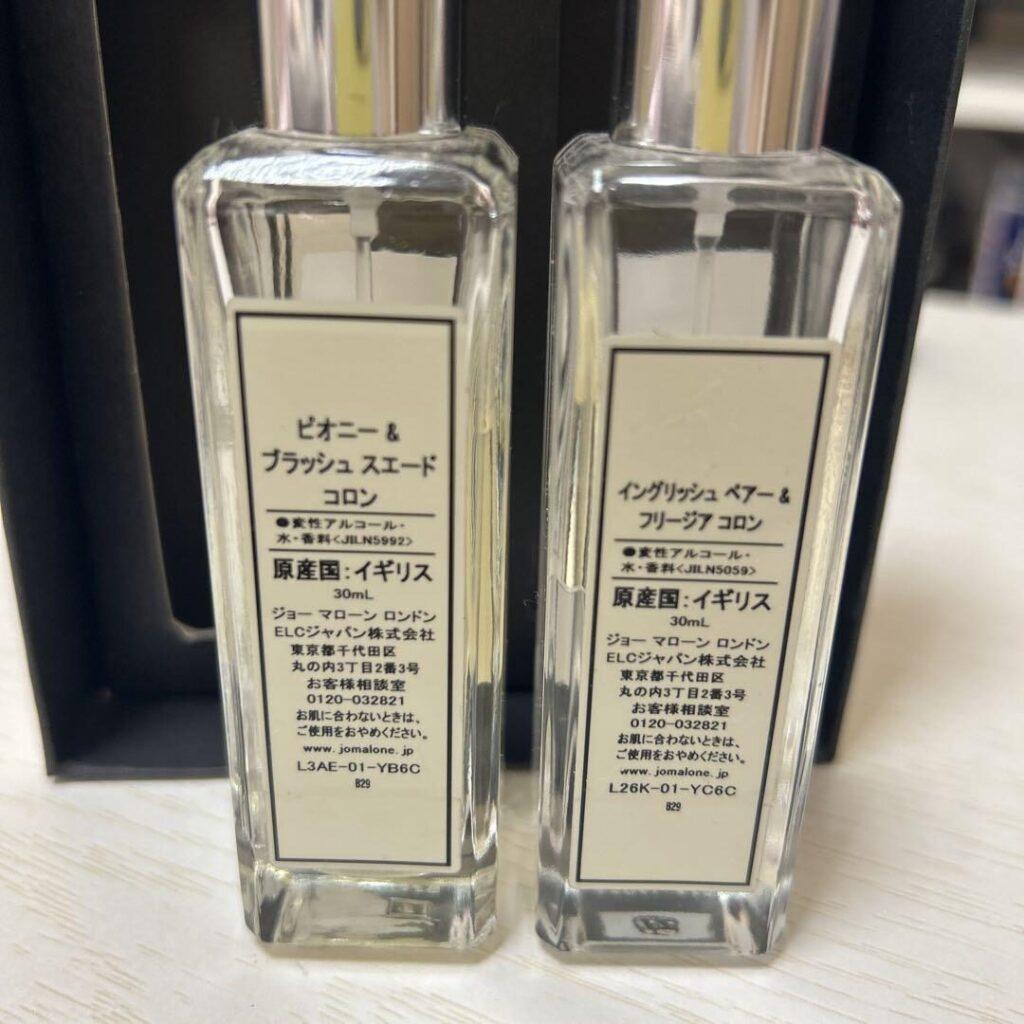 ピオニー &
ブラッシュ スエード
コロン
●変性アルコール・
水・香料<JILN5992>
原産国:イギリス
30mL
ジョー マローン ロンドン
ELCジャパン株式会社
東京都千代田区
丸の内3丁目2番3号
お客様相談室
0120-032821
お肌に合わないときは、
ご使用をおやめください。
www.jomalone.jp
L3AE-01-YB6C
B29
イングリッシュ ペアー &
フリージア コロン
●変性アルコール・
水・香料<JILN5059>
原産国:イギリス
30mL
ジョー マローン ロンドン
ELCジャパン株式会社
東京都千代田区
丸の内3丁目2番3号
お客様相談室
0120-032821
お肌に合わないときは、
ご使用をおやめください。
www.jomalone.jp
L26K-01-YC6C
B29